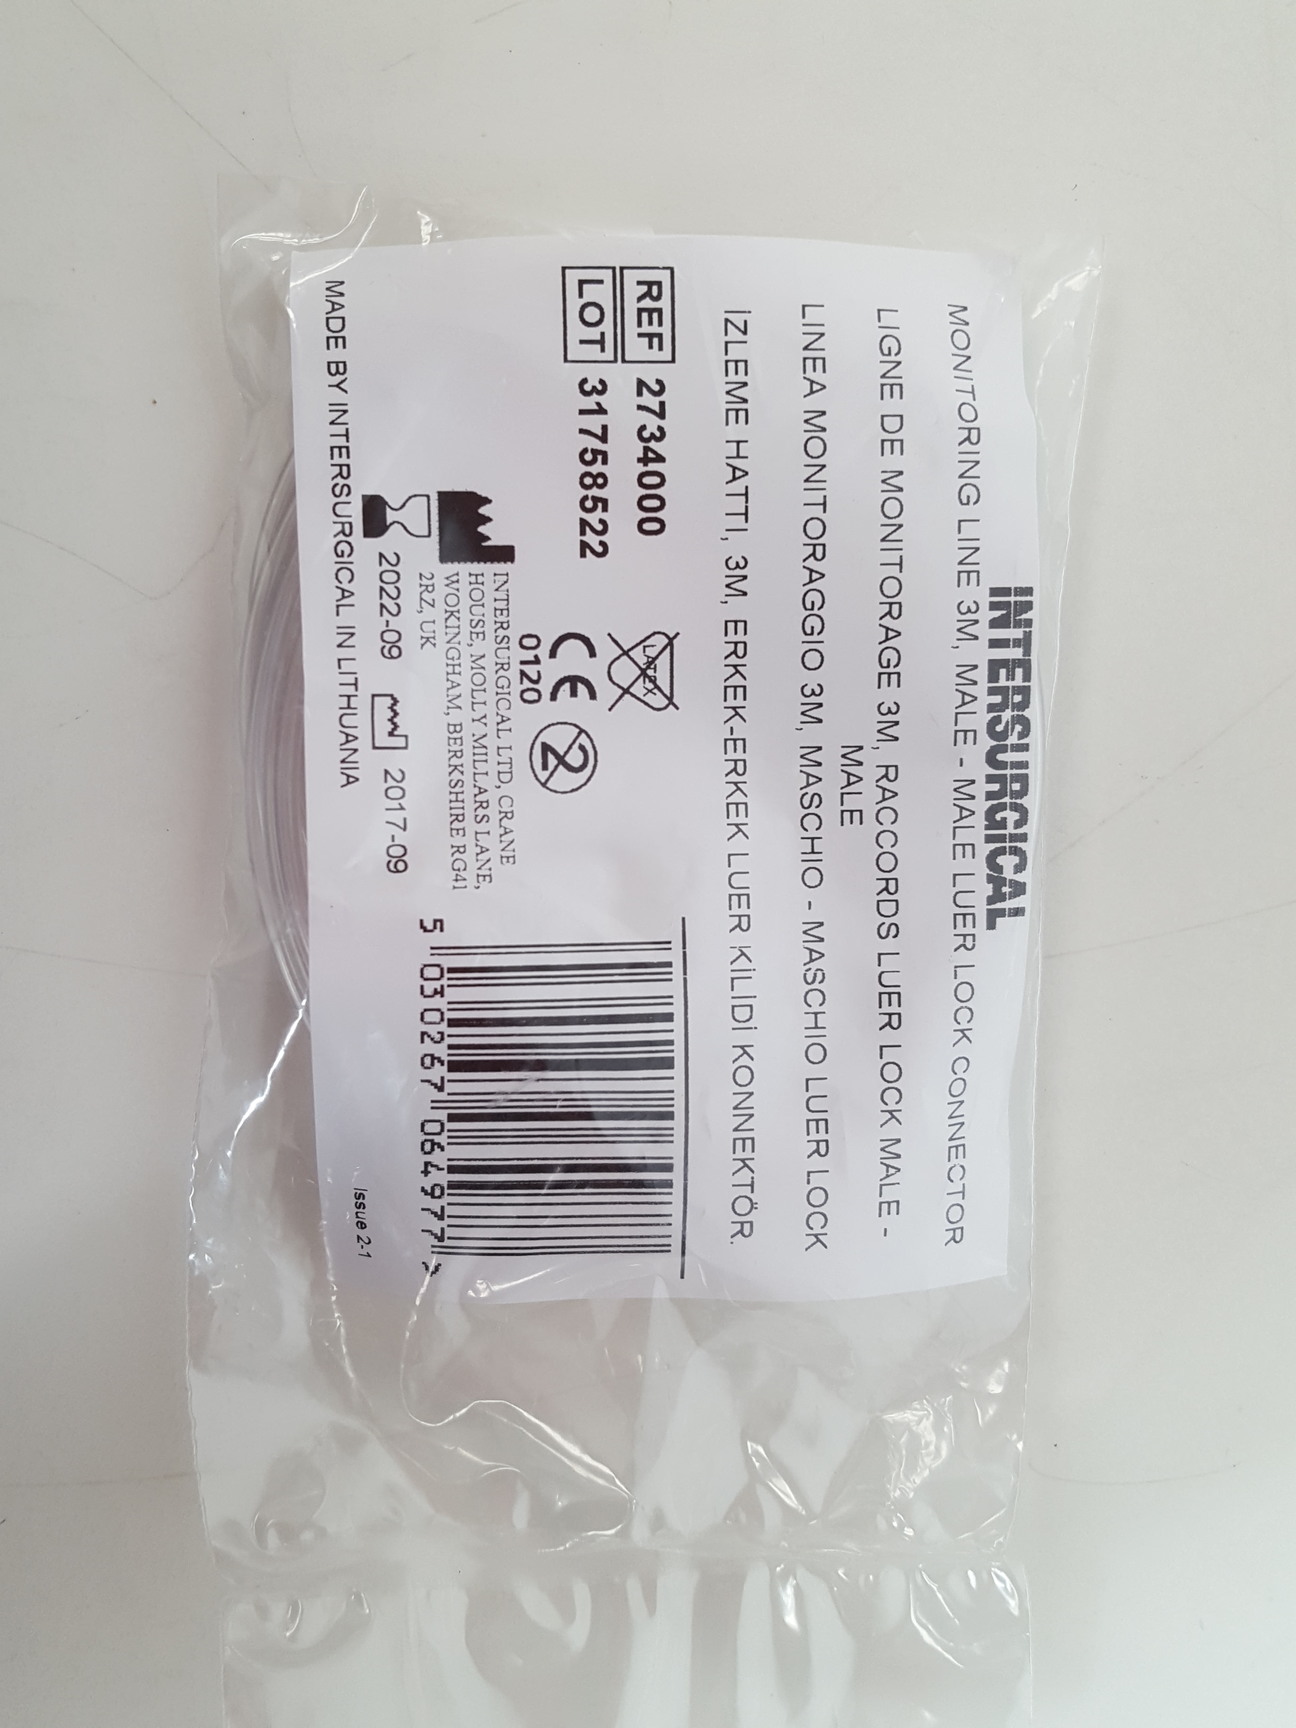 INTERSURGICAL
MONITORING LINE 3M, MALE - MALE LUER LOCK CONNECTOR
LIGNE DE MONITORAGE 3M, RACCORDS LUER LOCK MALE -
MALE
LINEA MONITORAGGIO 3M, MASCHIO - MASCHIO LUER LOCK
İZLEME HATTI, 3M, ERKEK-ERKEK LUER KİLİDİ KONNEKTÖR.
REF 2734000
LOT 31758522
LATEX
CE
0120
2
INTERSURGICAL LTD, CRANE
HOUSE, MOLLY MILLARS LANE,
WOKINGHAM, BERKSHIRE RG41
2RZ, UK
2022-09
2017-09
MADE BY INTERSURGICAL IN LITHUANIA
5 030267 064977
Issue 2-1